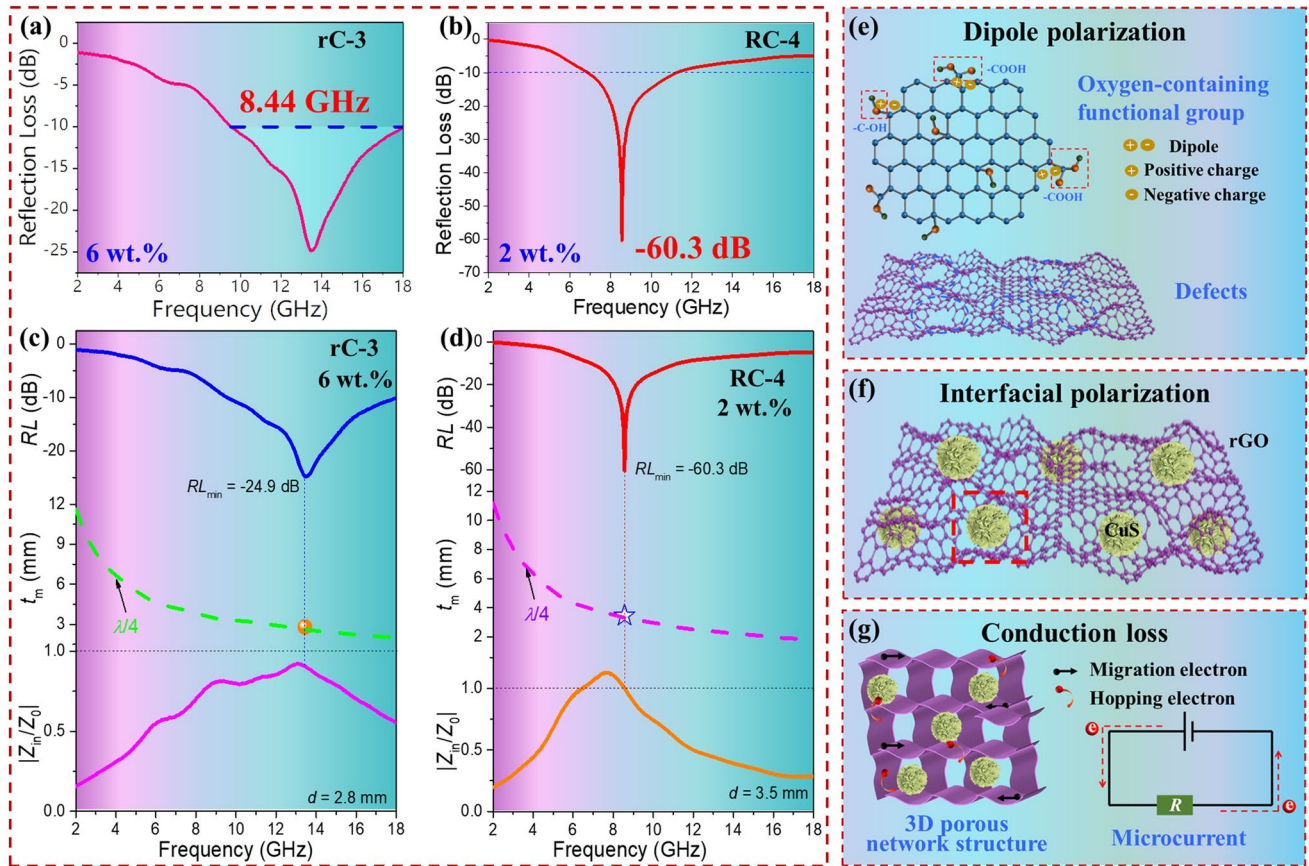 (a)
rC-3
Reflection Loss (dB)
0
-5
-10
-15
-20
-25
8.44 GHz
6 wt.%
2 4 6 8 10 12 14 16 18
Frequency (GHz)
(b)
RC-4
Reflection Loss (dB)
0
-10
-20
-30
-40
-50
-60
-70
-60.3 dB
2 wt.%
2 4 6 8 10 12 14 16 18
Frequency (GHz)
(c)
rC-3
6 wt.%
RL (dB)
0
-10
-20
RLmin = -24.9 dB
tm (mm)
12
9
6
3
λ/4
|Zin/Z0|
1.0
0.5
0.0
d = 2.8 mm
2 4 6 8 10 12 14 16 18
Frequency (GHz)
(d)
RC-4
2 wt.%
RL (dB)
0
-20
-40
-60
RLmin = -60.3 dB
tm (mm)
12
10
8
6
4
2
λ/4
|Zin/Z0|
1.0
0.5
0.0
d = 3.5 mm
2 4 6 8 10 12 14 16 18
Frequency (GHz)
(e)
Dipole polarization
-COOH
-C-OH
-COOH
Oxygen-containing
functional group
+ - Dipole
+ Positive charge
- Negative charge
Defects
(f)
Interfacial polarization
rGO
CuS
(g)
Conduction loss
Migration electron
Hopping electron
e
R
e
3D porous
network structure
Microcurrent